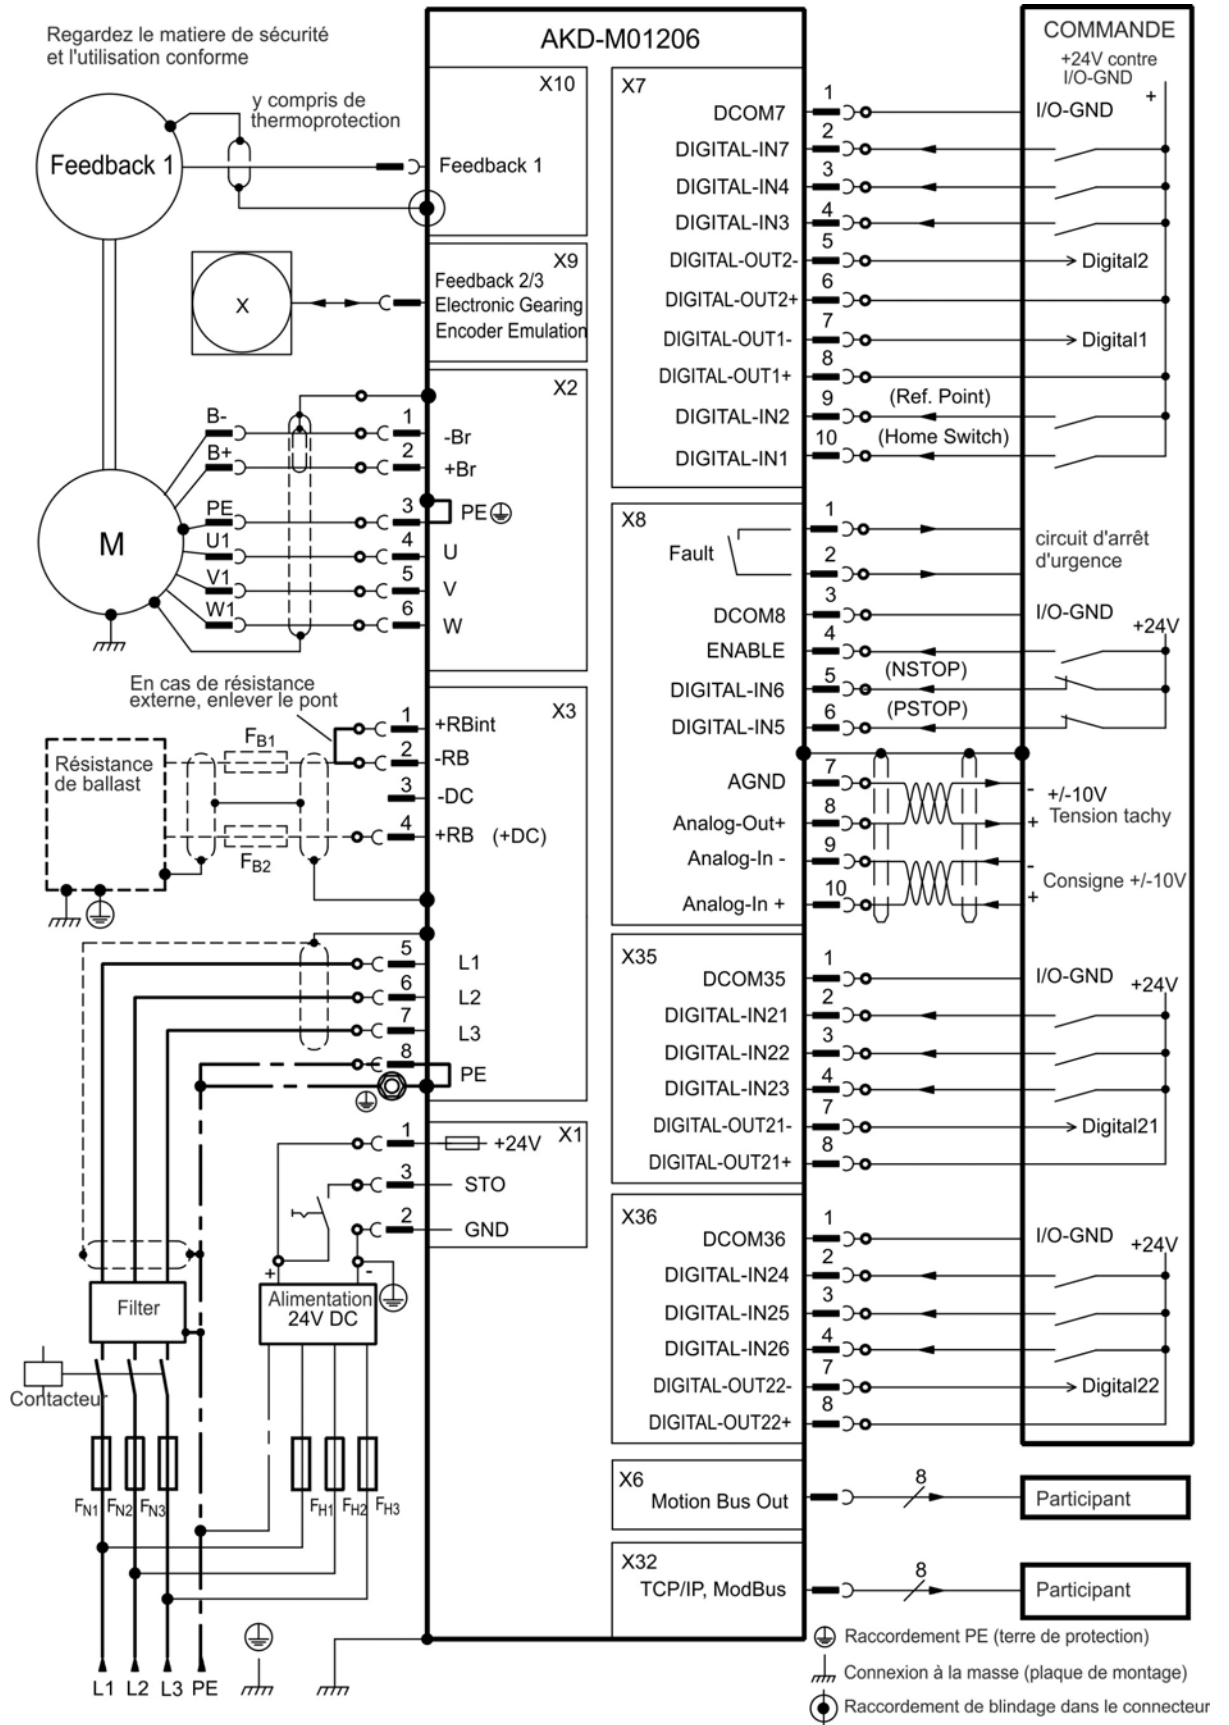 Regardez le matiere de sécurité
et l'utilisation conforme
AKD-M01206
COMMANDE
+24V contre
I/O-GND
+
Feedback 1
y compris de
thermoprotection
X10
Feedback 1
X
X9
Feedback 2/3
Electronic Gearing
Encoder Emulation
X2
B- 1 -Br
B+ 2 +Br
PE 3 PE
U1 4 U
V1 5 V
W1 6 W
M
En cas de résistance
externe, enlever le pont
X3
1 +RBint
2 -RB
3 -DC
4 +RB (+DC)
Résistance
de ballast
FB1
FB2
5 L1
6 L2
7 L3
8 PE
X1
1 +24V
3 STO
2 GND
+ -
Filter
Alimentation
24V DC
Contacteur
FN1 FN2 FN3 FH1 FH2 FH3
L1 L2 L3 PE
X7
DCOM7 1 I/O-GND
DIGITAL-IN7 2
DIGITAL-IN4 3
DIGITAL-IN3 4
DIGITAL-OUT2- 5 Digital2
DIGITAL-OUT2+ 6
DIGITAL-OUT1- 7 Digital1
DIGITAL-OUT1+ 8
DIGITAL-IN2 9 (Ref. Point)
DIGITAL-IN1 10 (Home Switch)
X8
Fault 1
2
circuit d'arrêt
d'urgence
DCOM8 3 I/O-GND
+24V
ENABLE 4
DIGITAL-IN6 5 (NSTOP)
DIGITAL-IN5 6 (PSTOP)
AGND 7 -
Analog-Out+ 8 +
+/-10V
Tension tachy
Analog-In - 9 -
Analog-In + 10 +
Consigne +/-10V
X35
DCOM35 1 I/O-GND
+24V
DIGITAL-IN21 2
DIGITAL-IN22 3
DIGITAL-IN23 4
DIGITAL-OUT21- 7 Digital21
DIGITAL-OUT21+ 8
X36
DCOM36 1 I/O-GND
+24V
DIGITAL-IN24 2
DIGITAL-IN25 3
DIGITAL-IN26 4
DIGITAL-OUT22- 7 Digital22
DIGITAL-OUT22+ 8
X6
Motion Bus Out 8 Participant
X32
TCP/IP, ModBus 8 Participant
Raccordement PE (terre de protection)
Connexion à la masse (plaque de montage)
Raccordement de blindage dans le connecteur